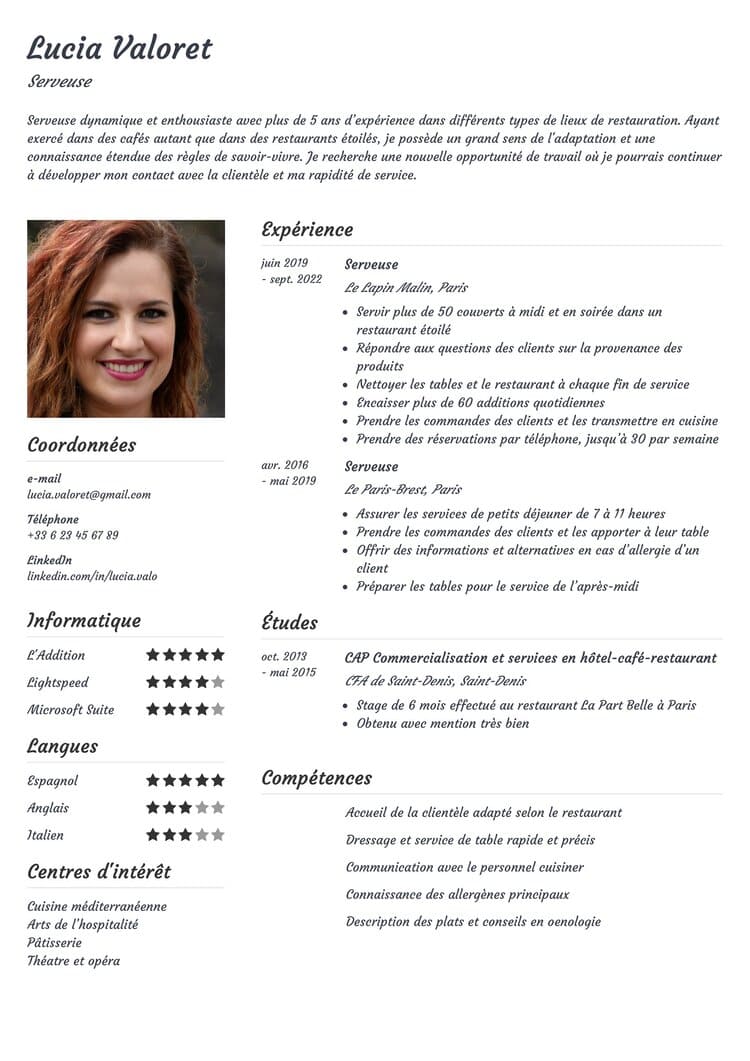 Lucia Valoret
Serveuse
Serveuse dynamique et enthousiaste avec plus de 5 ans d'expérience dans différents types de lieux de restauration. Ayant
exercé dans des cafés autant que dans des restaurants étoilés, je possède un grand sens de l'adaptation et une
connaissance étendue des règles de savoir-vivre. Je recherche une nouvelle opportunité de travail où je pourrais continuer
à développer mon contact avec la clientèle et ma rapidité de service.
Coordonnées
e-mail
lucia.valoret@gmail.com
Téléphone
+33 6 23 45 67 89
LinkedIn
linkedin.com/in/lucia.valo
Informatique
L'Addition ★★★★★
Lightspeed ★★★★★
Microsoft Suite ★★★★★
Langues
Espagnol ★★★★★
Anglais ★★★★★
Italien ★★★★★
Centres d'intérêt
Cuisine méditerranéenne
Arts de l'hospitalité
Pâtisserie
Théatre et opéra
Expérience
juin 2019
- sept. 2022
Serveuse
Le Lapin Malin, Paris
• Servir plus de 50 couverts à midi et en soirée dans un
restaurant étoilé
• Répondre aux questions des clients sur la provenance des
produits
• Nettoyer les tables et le restaurant à chaque fin de service
• Encaisser plus de 60 additions quotidiennes
• Prendre les commandes des clients et les transmettre en cuisine
• Prendre des réservations par téléphone, jusqu'à 30 par semaine
avr. 2016
- mai 2019
Serveuse
Le Paris-Brest, Paris
• Assurer les services de petits déjeuner de 7 à 11 heures
• Prendre les commandes des clients et les apporter à leur table
• Offrir des informations et alternatives en cas d'allergie d'un
client
• Préparer les tables pour le service de l'après-midi
Études
oct. 2013
- mai 2015
CAP Commercialisation et services en hôtel-café-restaurant
CFA de Saint-Denis, Saint-Denis
• Stage de 6 mois effectué au restaurant La Part Belle à Paris
• Obtenu avec mention très bien
Compétences
Accueil de la clientèle adapté selon le restaurant
Dressage et service de table rapide et précis
Communication avec le personnel cuisiner
Connaissance des allergènes principaux
Description des plats et conseils en oenologie